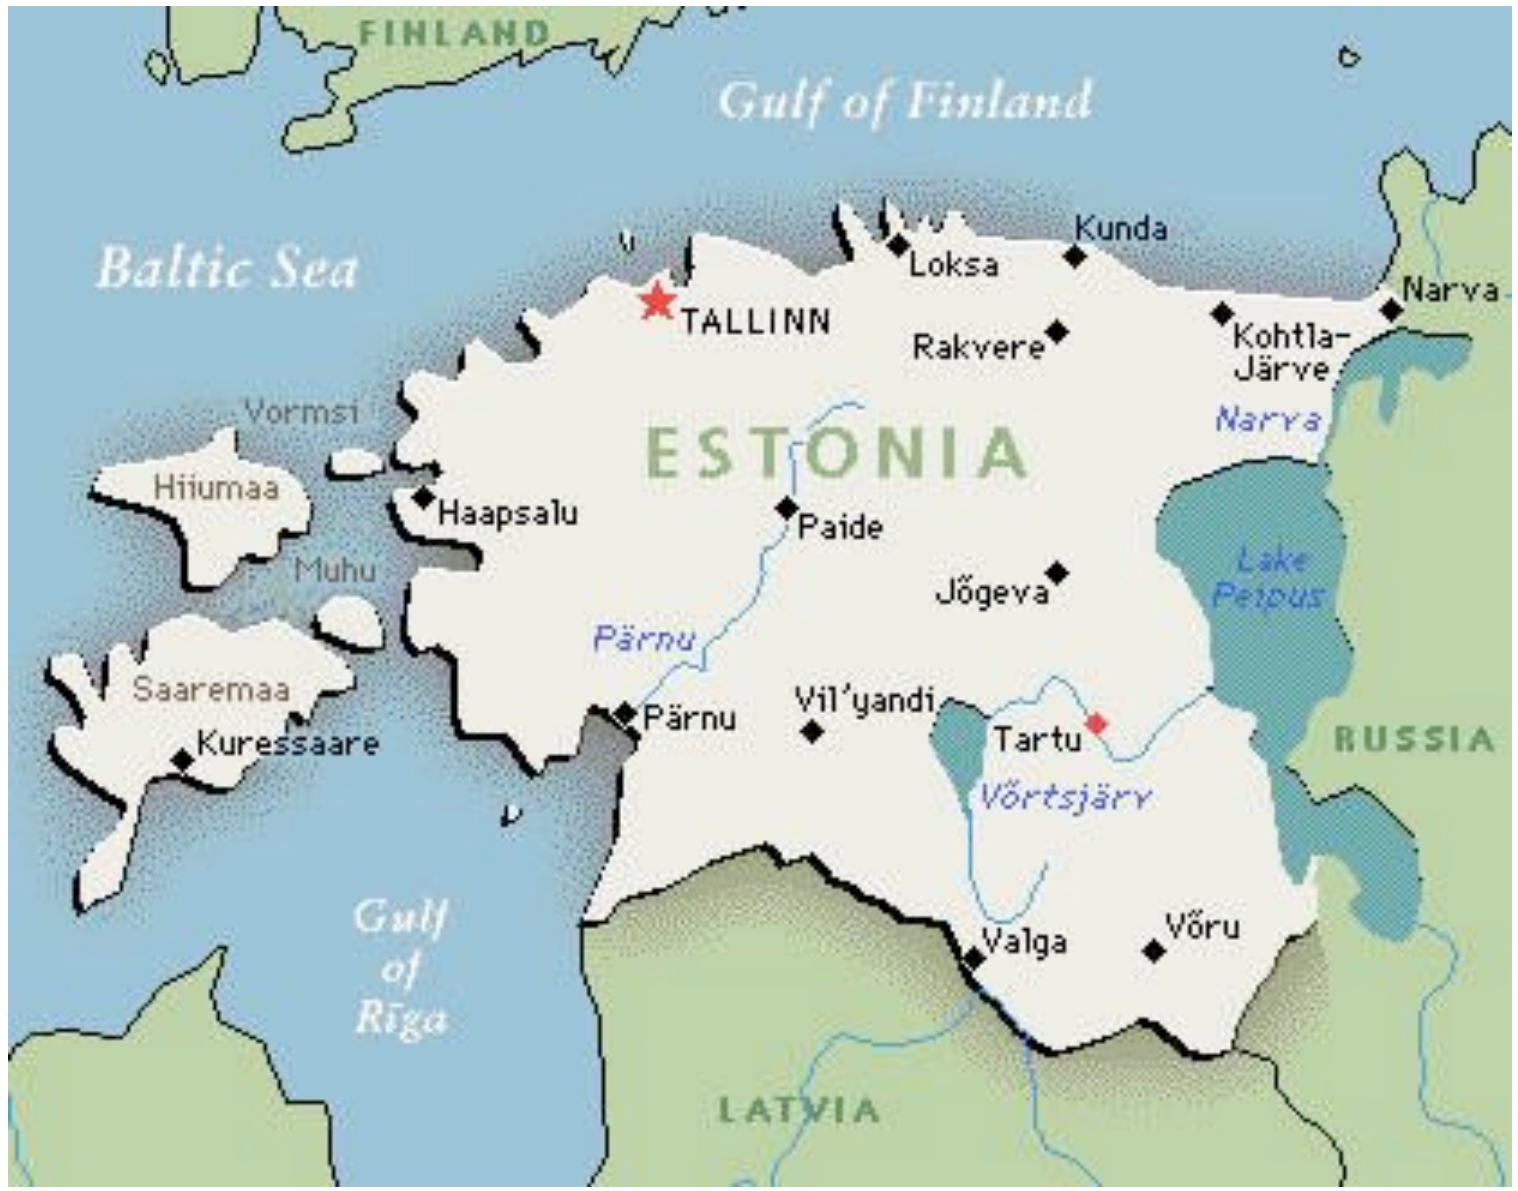 FINLAND
Gulf of Finland
Baltic Sea
Kunda
Loksa
Narva
TALLINN
Rakvere
Kohtla-
Järve
Vormsi
Narva
ESTONIA
Hiiumaa
Haapsalu
Paide
Lake
Peipus
Muhu
Jõgeva
Pärnu
Saaremaa
Vil'yandi
Pärnu
Kuressaare
Tartu
RUSSIA
Võrtsjärv
Gulf
of
Rīga
Valga
Võru
LATVIA